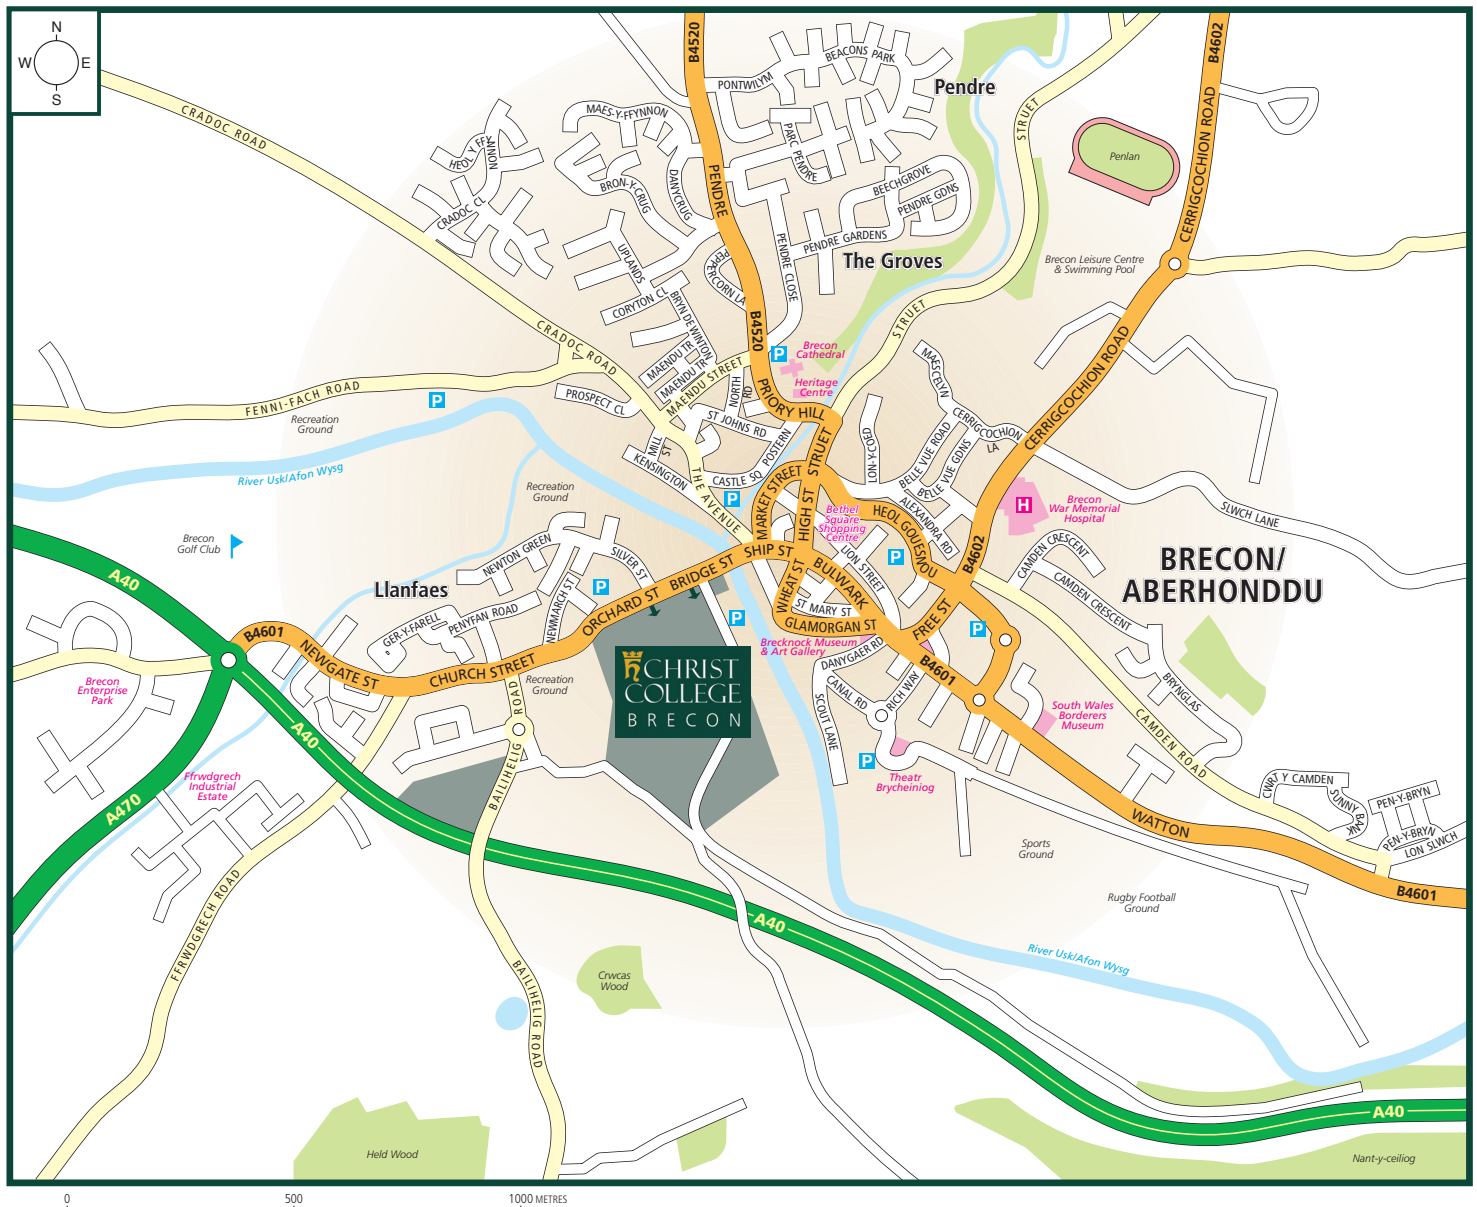 N
W E
S
B4520
B4602
CRADOC ROAD
PONTWILYM
BEACONS PARK
Pendre
MAES-Y-FFYNNON
STRUET
CERRIGCOCHION ROAD
HEOL Y FFYNNON
PARC PENDRE
Penlan
PENDRE
DANYCRUG
BRON-Y-CRUG
BEECHGROVE
PENDRE GDNS
CRADOC CL
PENDRE GARDENS
PENDRE CLOSE
UPLANDS
PEPPERCORN LA
The Groves
Brecon Leisure Centre
& Swimming Pool
CORYTON CL
BRYN DEWINTON
B4520
STRUET
CRADOC ROAD
MAENDU TR
MAENDU TR
MAENDU STREET
P
Brecon
Cathedral
Heritage
Centre
MAESCELYN
CERRIGCOCHION ROAD
FENNI-FACH ROAD
P
PROSPECT CL
NORTH RD
PRIORY HILL
Recreation
Ground
ST JOHNS RD
MILL ST
POSTERN
STRUET
CERRIGCOCHION
LA
BELLE VUE ROAD
BELLE VUE GDNS
River Usk/Afon Wysg
KENSINGTON
CASTLE SQ
THE AVENUE
P
MARKET STREET
HIGH ST
Recreation
Ground
Bethel
Square
Shopping
Centre
HEOL GOUESNOU
ALEXANDRA RD
H
Brecon
War Memorial
Hospital
SLWCH LANE
Brecon
Golf Club
NEWTON GREEN
SILVER ST
SHIP ST
LION STREET
P
B4602
CAMDEN CRESCENT
CAMDEN CRESCENT
BRECON/
ABERHONDDU
A40
Llanfaes
P
BRIDGE ST
ORCHARD ST
BULWARK
WHEAT ST
ST MARY ST
GLAMORGAN ST
FREE ST
P
NEWMARCH ST
PENYFAN ROAD
GER-Y-FARELL
P
B4601
NEWGATE ST
CHURCH STREET
Brecknock Museum
& Art Gallery
DANYGAER RD
B4601
CHRIST
COLLEGE
BRECON
Recreation
Ground
Brecon
Enterprise
Park
CANAL RD
RICH WAY
SCOUT LANE
South Wales
Borderers
Museum
BRYNGLAS
CAMDEN ROAD
A40
BAILIHELIG ROAD
P
Theatr
Brycheiniog
Ffrwdgrech
Industrial
Estate
CWRT Y CAMDEN
SUNNY BANK
PEN-Y-BRYN
PEN-Y-BRYN
LON SLWCH
A470
WATTON
Sports
Ground
FFRWDGRECH ROAD
B4601
A40
Rugby Football
Ground
River Usk/Afon Wysg
Crwcas
Wood
BAILIHELIG ROAD
A40
Held Wood
Nant-y-ceiliog
0 500 1000 METRES